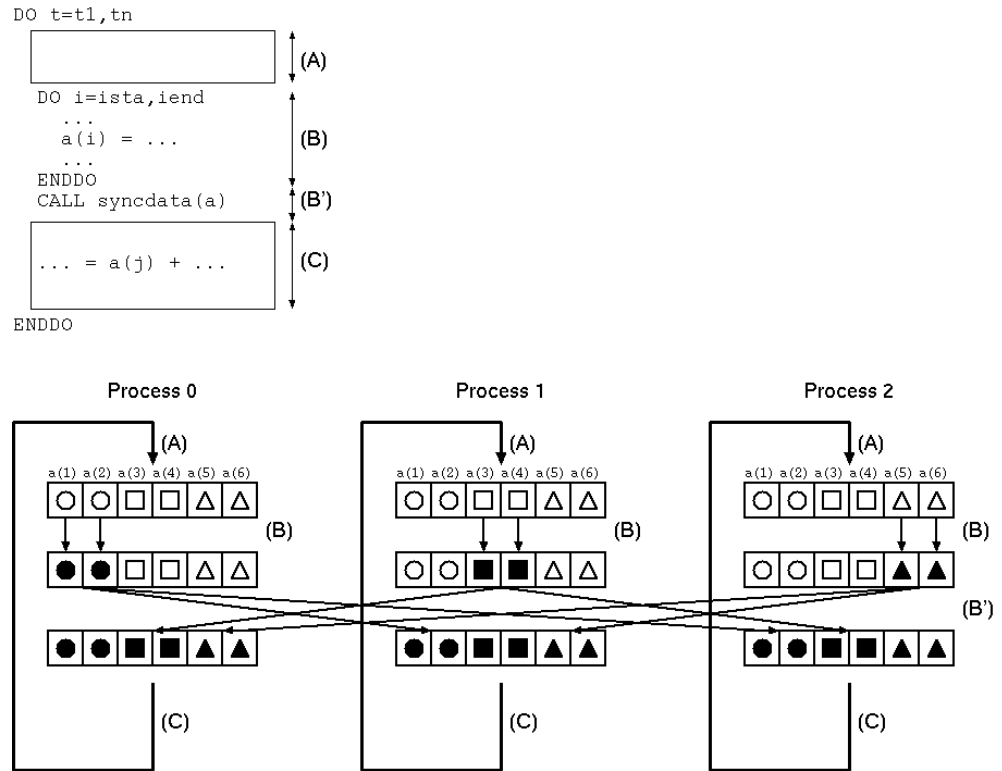 DO t=t1,tn
(A)
DO i=ista,iend
...
a(i) = ...
...
ENDDO
(B)
CALL syncdata(a)
(B')
... = a(j) + ...
(C)
ENDDO
Process 0
Process 1
Process 2
(A)
(A)
(A)
a(1) a(2) a(3) a(4) a(5) a(6)
a(1) a(2) a(3) a(4) a(5) a(6)
a(1) a(2) a(3) a(4) a(5) a(6)
(B)
(B)
(B)
(B')
(C)
(C)
(C)